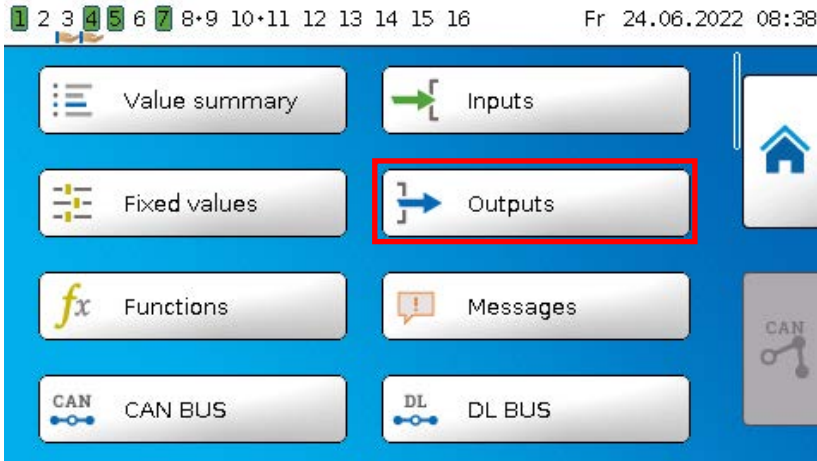 1 2 3 4 5 6 7 8•9 10•11 12 13 14 15 16 Fr 24.06.2022 08:38
Value summary Inputs
Fixed values Outputs
fx Functions Messages
CAN
CAN CAN BUS DL DL BUS